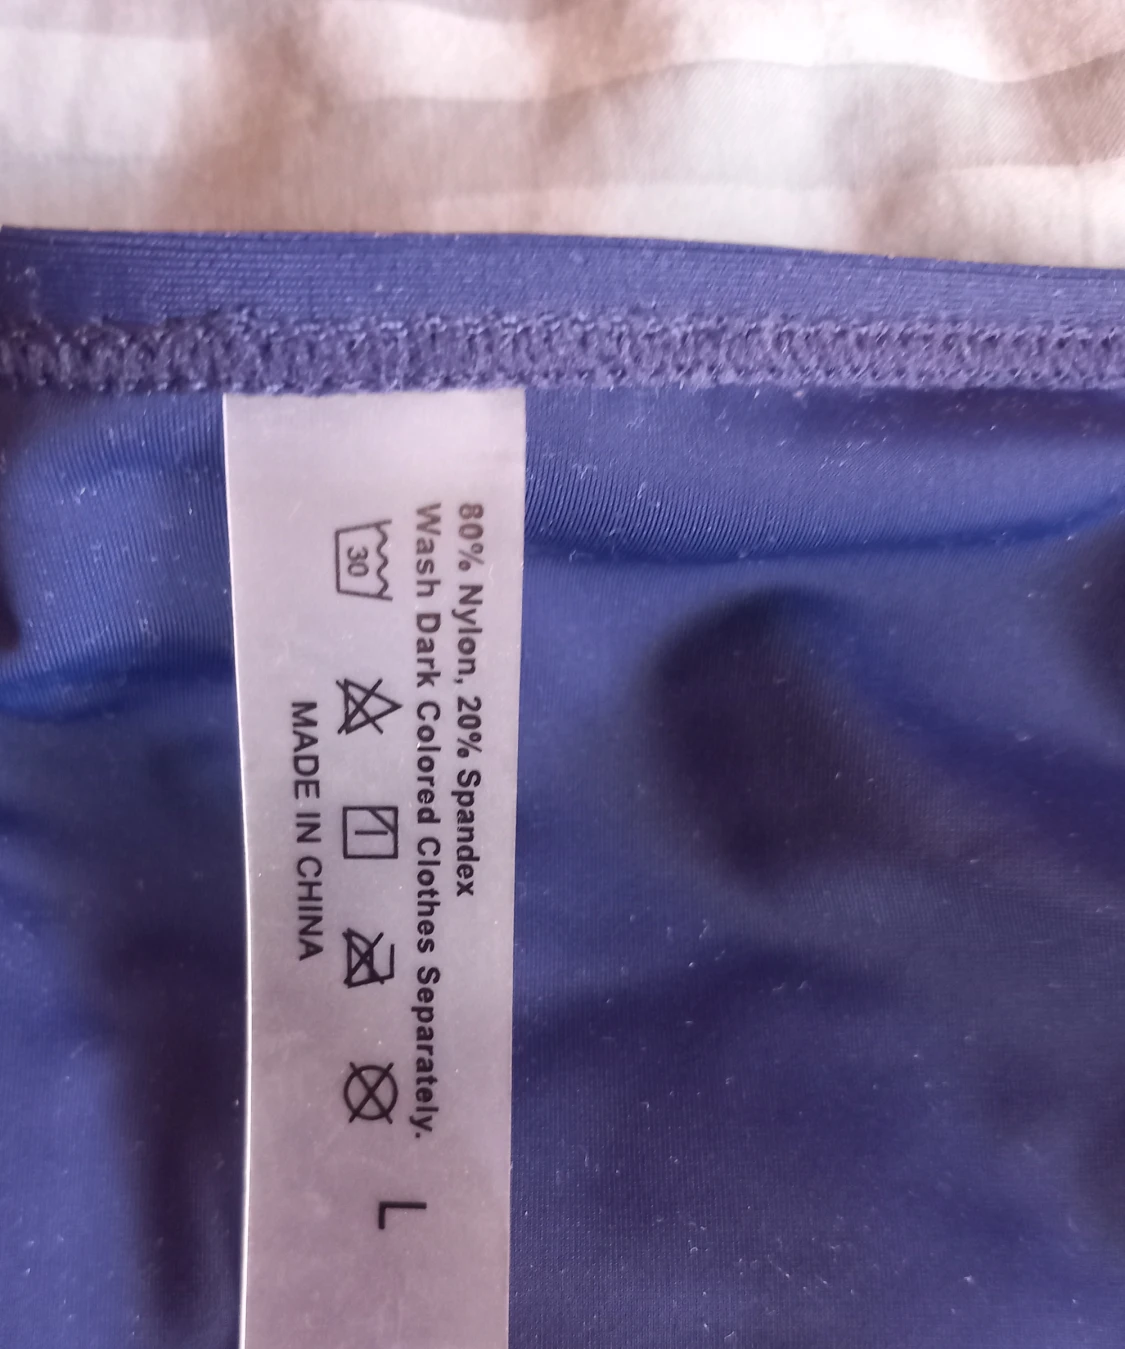 80% Nylon, 20% Spandex
Wash Dark Colored Clothes Separately.
30
MADE IN CHINA
L